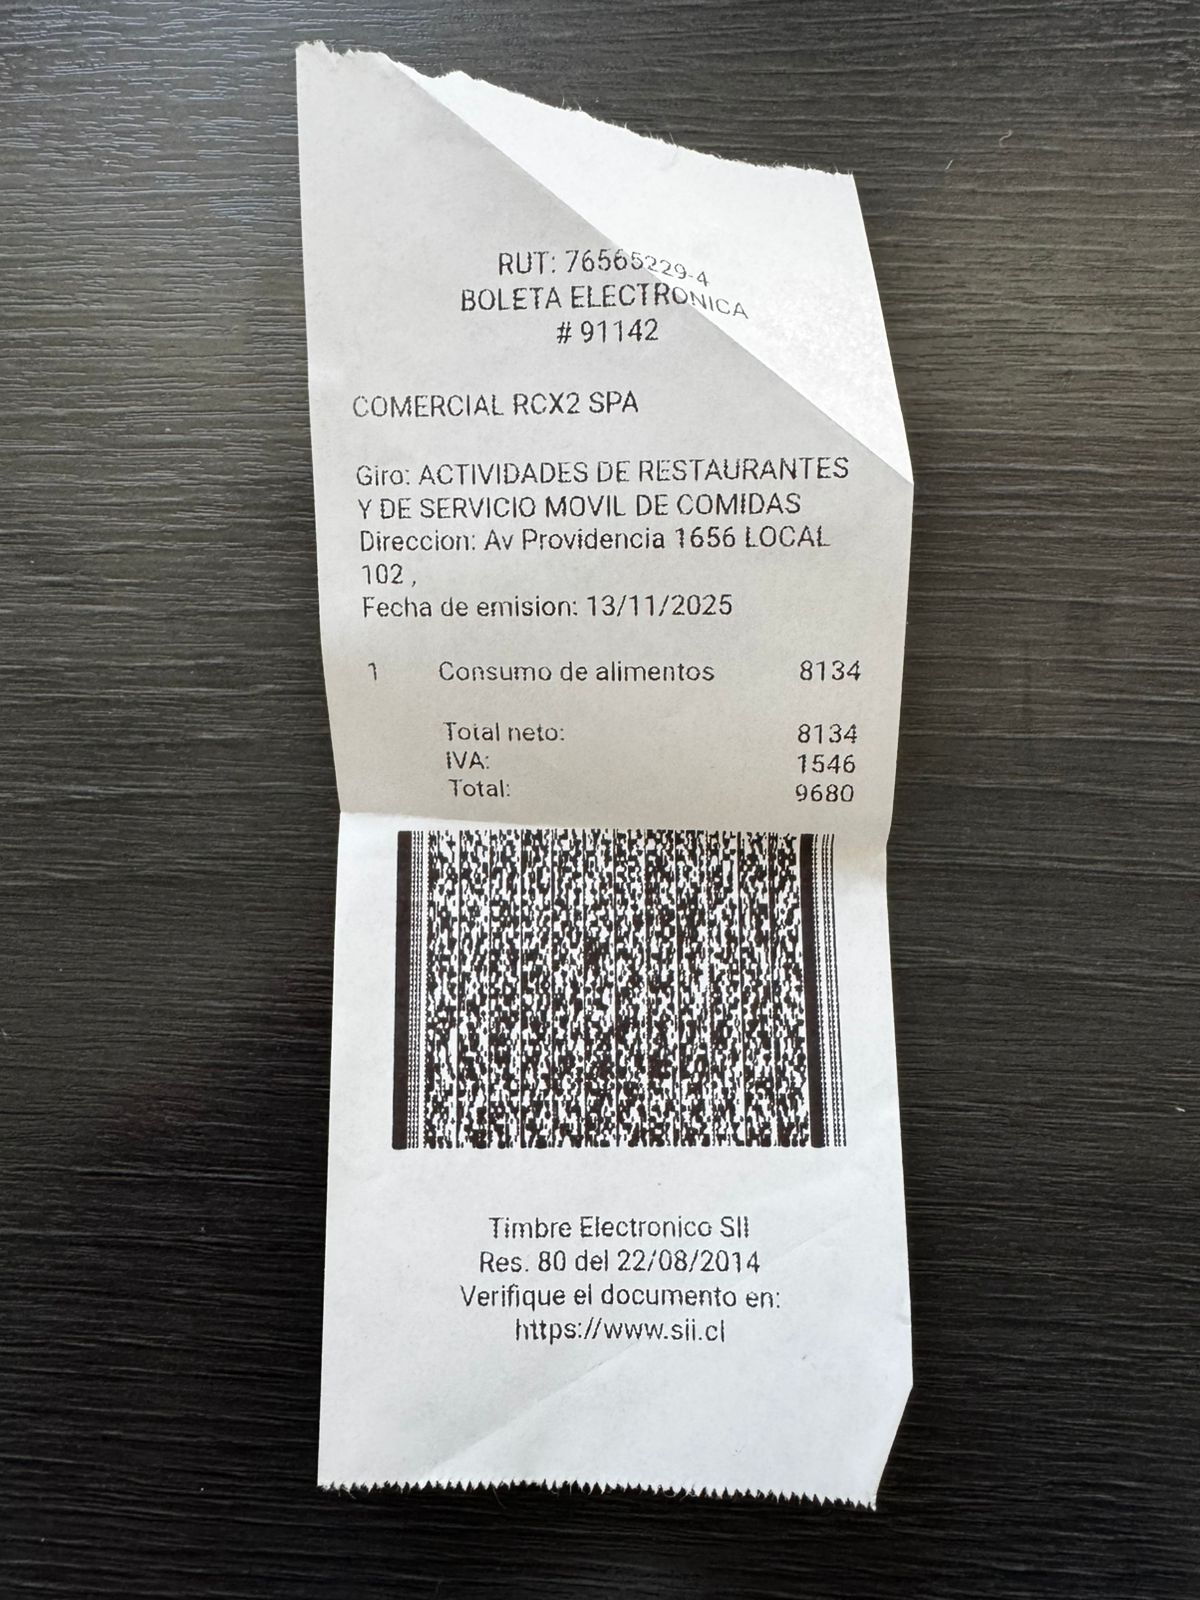 RUT: 76565229-4
BOLETA ELECTRONICA
# 91142
COMERCIAL RCX2 SPA
Giro: ACTIVIDADES DE RESTAURANTES
Y DE SERVICIO MOVIL DE COMIDAS
Direccion: Av Providencia 1656 LOCAL
102 ,
Fecha de emision: 13/11/2025
1 Consumo de alimentos 8134
Total neto: 8134
IVA: 1546
Total: 9680
Timbre Electronico SII
Res. 80 del 22/08/2014
Verifique el documento en:
https://www.sii.cl